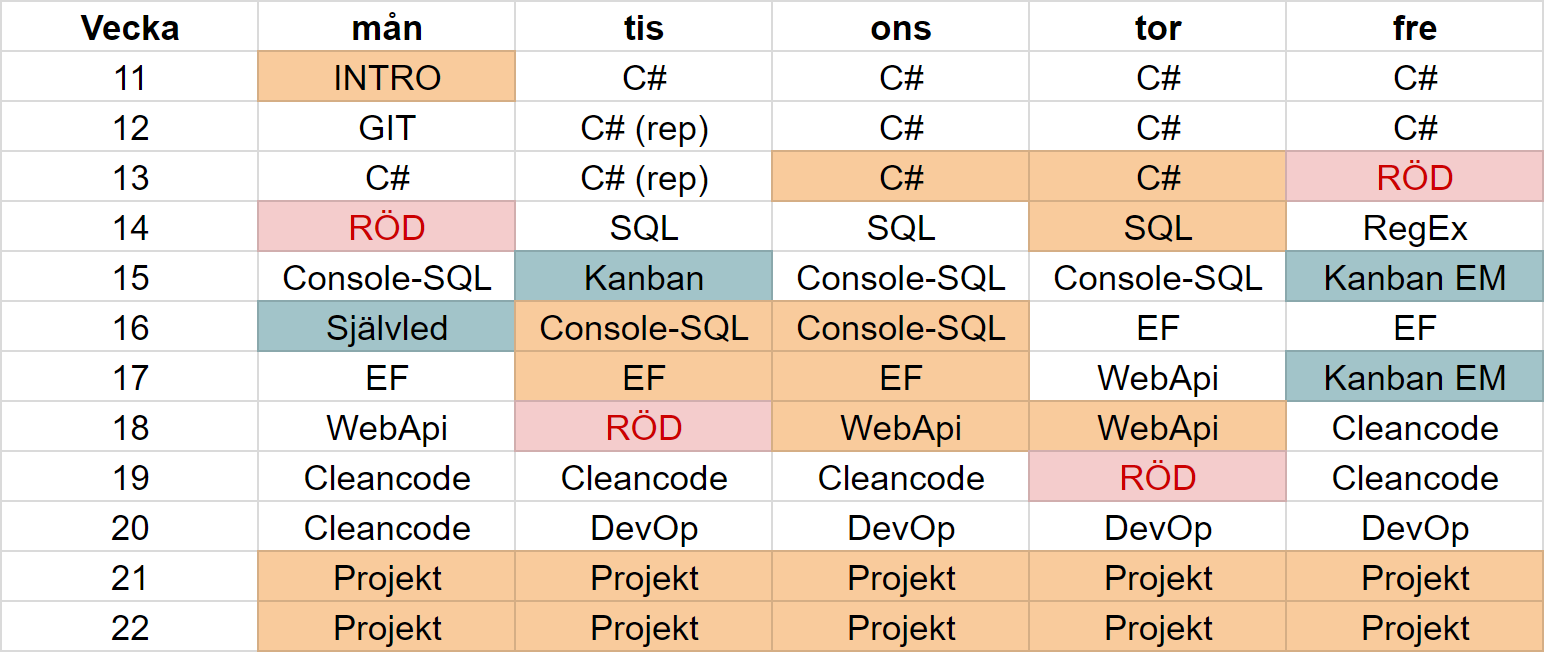 Vecka mån tis ons tor fre
11 INTRO C# C# C# C#
12 GIT C# (rep) C# C# C#
13 C# C# (rep) C# C# RÖD
14 RÖD SQL SQL SQL RegEx
15 Console-SQL Kanban Console-SQL Console-SQL Kanban EM
16 Självled Console-SQL Console-SQL EF EF
17 EF EF EF WebApi Kanban EM
18 WebApi RÖD WebApi WebApi Cleancode
19 Cleancode Cleancode Cleancode RÖD Cleancode
20 Cleancode DevOp DevOp DevOp DevOp
21 Projekt Projekt Projekt Projekt Projekt
22 Projekt Projekt Projekt Projekt Projekt